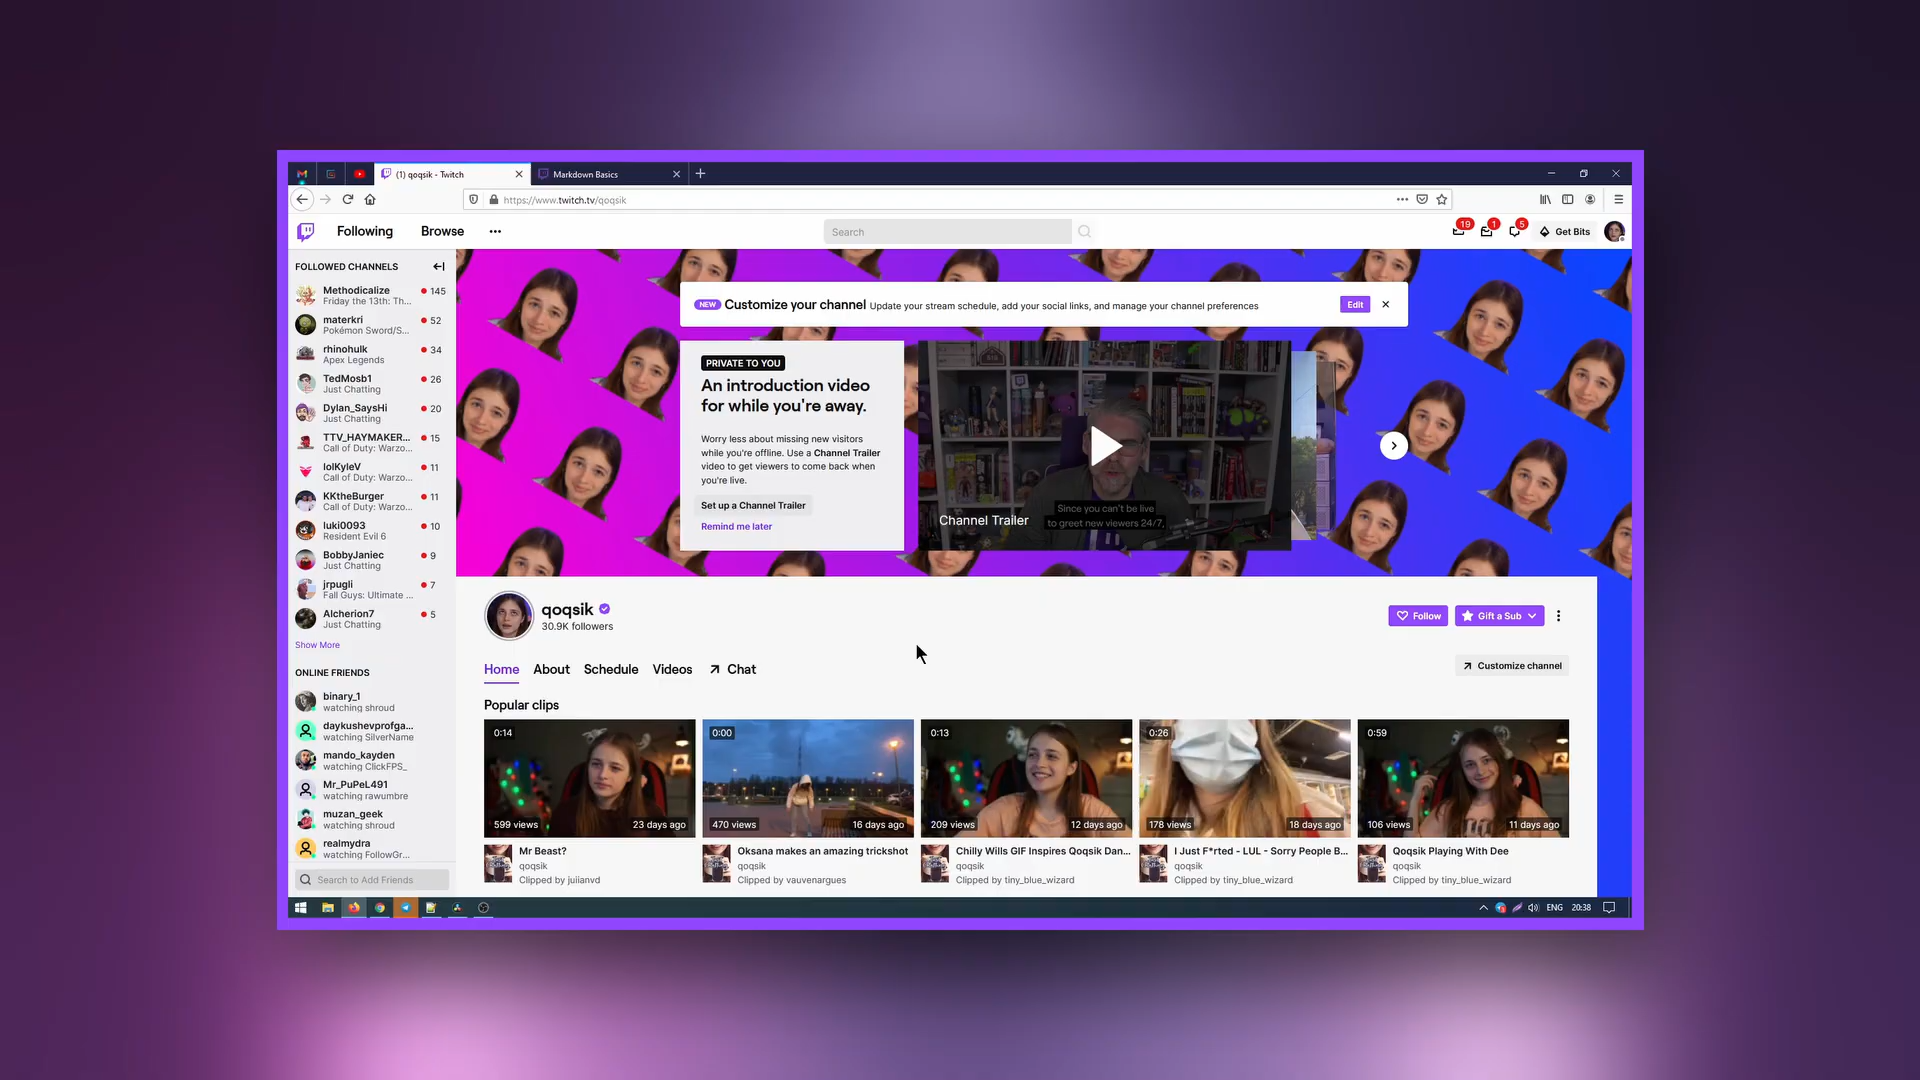 (1) qoqsik - Twitch
Markdown Basics
https://www.twitch.tv/qoqsik
Following
Browse
Search
19
1
5
Get Bits
FOLLOWED CHANNELS
Methodicalize
145
Friday the 13th: Th...
materkri
52
Pokémon Sword/S...
rhinohulk
34
Apex Legends
TedMosb1
26
Just Chatting
Dylan_SaysHi
20
Just Chatting
TTV_HAYMAKER...
15
Call of Duty: Warzo...
lolKyleV
11
Call of Duty: Warzo...
KKtheBurger
11
Call of Duty: Warzo...
luki0093
10
Resident Evil 6
BobbyJaniec
9
Just Chatting
jrpugli
7
Fall Guys: Ultimate ...
Alcherion7
5
Just Chatting
Show More
ONLINE FRIENDS
binary_1
watching shroud
daykushevprofga...
watching SilverName
mando_kayden
watching ClickFPS_
Mr_PuPeL491
watching rawumbre
muzan_geek
watching shroud
realmydra
watching FollowGr...
Search to Add Friends
NEW Customize your channel Update your stream schedule, add your social links, and manage your channel preferences
Edit
PRIVATE TO YOU
An introduction video
for while you're away.
Worry less about missing new visitors
while you're offline. Use a Channel Trailer
video to get viewers to come back when
you're live.
Set up a Channel Trailer
Remind me later
Since you can't be live
to greet new viewers 24/7,
Channel Trailer
qoqsik
30.9K followers
Follow
Gift a Sub
Home
About
Schedule
Videos
Chat
Customize channel
Popular clips
0:14
599 views
23 days ago
Mr Beast?
qoqsik
Clipped by juiianvd
0:00
470 views
16 days ago
Oksana makes an amazing trickshot
qoqsik
Clipped by vauvenargues
0:13
209 views
12 days ago
Chilly Wills GIF Inspires Qoqsik Dan...
qoqsik
Clipped by tiny_blue_wizard
0:26
178 views
18 days ago
I Just F*rted - LUL - Sorry People B...
qoqsik
Clipped by tiny_blue_wizard
0:59
106 views
11 days ago
Qoqsik Playing With Dee
qoqsik
Clipped by tiny_blue_wizard
ENG
20:38